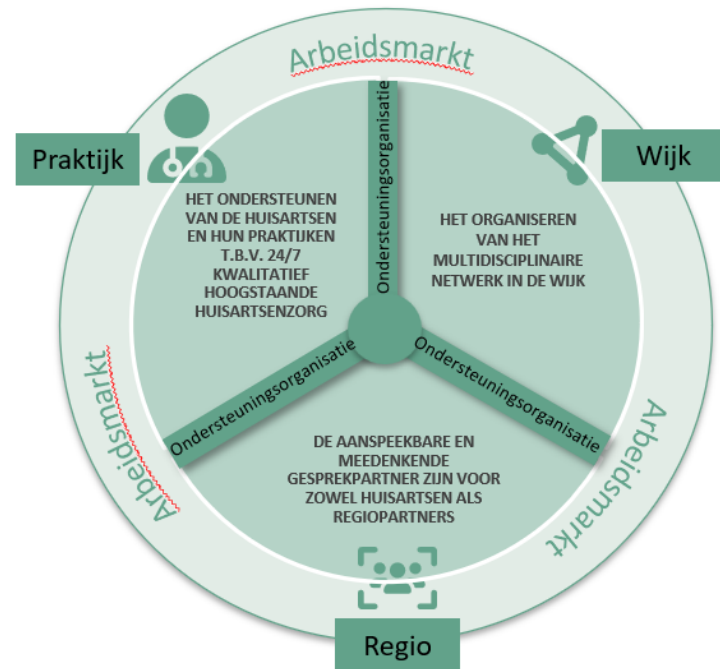 Arbeidsmarkt
Praktijk
Wijk
HET ONDERSTEUNEN
VAN DE HUISARTSEN
EN HUN PRAKTIJKEN
T.B.V. 24/7
KWALITATIEF
HOOGSTAANDE
HUISARTSENZORG
Ondersteuningsorganisatie
HET ORGANISEREN
VAN HET
MULTIDISCIPLINAIRE
NETWERK IN DE WIJK
Ondersteuningsorganisatie
Ondersteuningsorganisatie
Arbeidsmarkt
Arbeidsmarkt
DE AANSPEEKBARE EN
MEEDENKENDE
GESPREKPARTNER ZIJN VOOR
ZOWEL HUISARTSEN ALS
REGIOPARTNERS
Regio